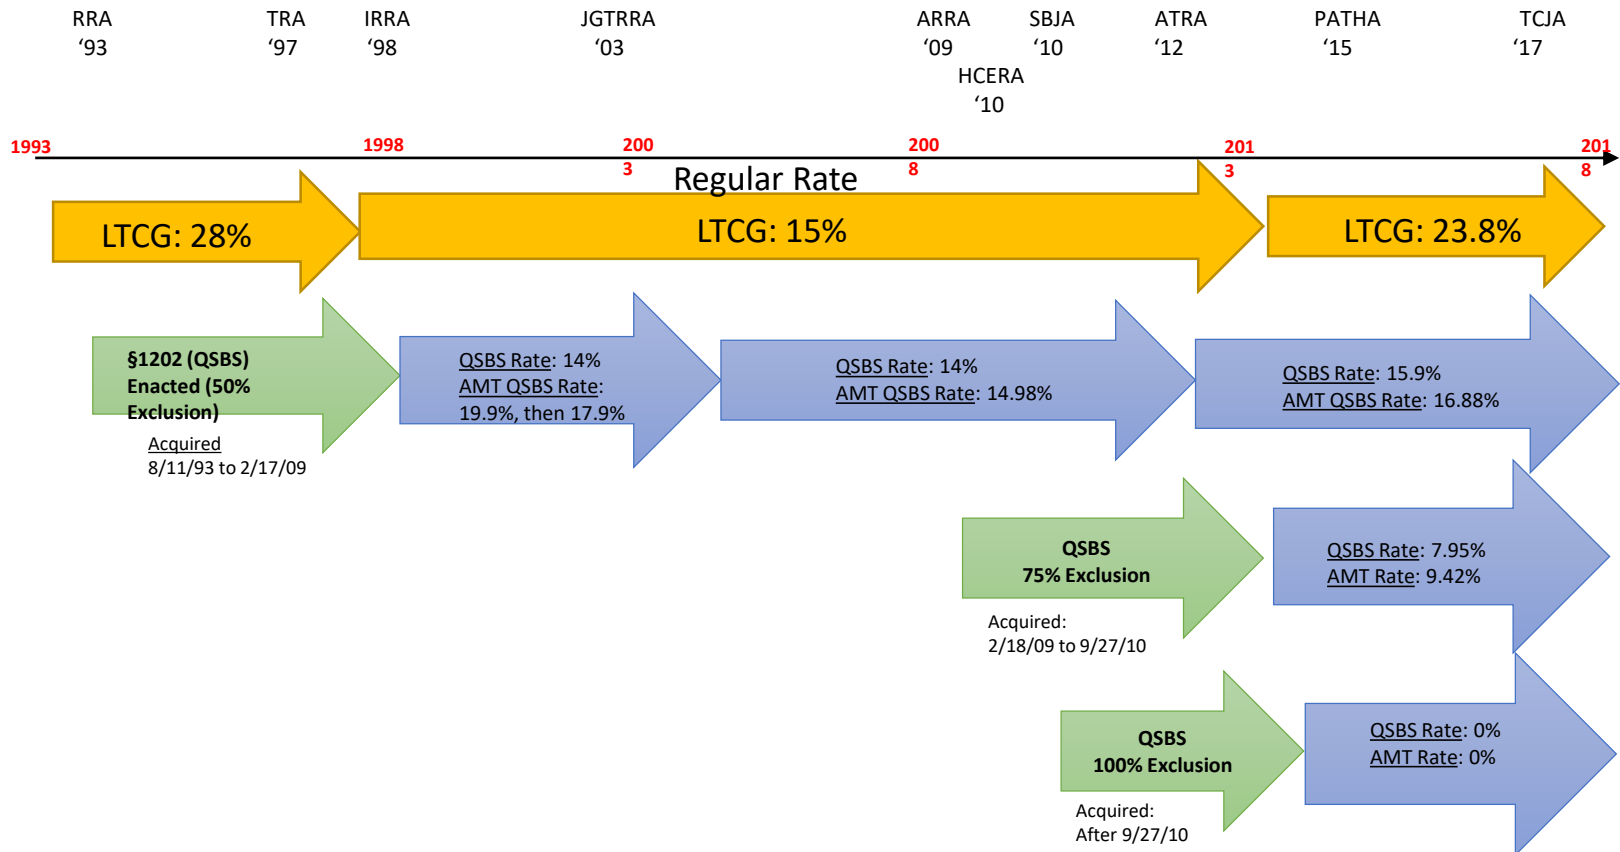 RRA
‘93
TRA
‘97
IRRA
‘98
JGTRRA
‘03
ARRA
‘09
SBJA
‘10
ATRA
‘12
PATHA
‘15
TCJA
‘17
HCERA
‘10
1993
1998
200
3
200
8
201
3
201
8
Regular Rate
LTCG: 28%
LTCG: 15%
LTCG: 23.8%
§1202 (QSBS)
Enacted (50%
Exclusion)
Acquired
8/11/93 to 2/17/09
QSBS Rate: 14%
AMT QSBS Rate:
19.9%, then 17.9%
QSBS Rate: 14%
AMT QSBS Rate: 14.98%
QSBS Rate: 15.9%
AMT QSBS Rate: 16.88%
QSBS
75% Exclusion
Acquired:
2/18/09 to 9/27/10
QSBS Rate: 7.95%
AMT Rate: 9.42%
QSBS
100% Exclusion
Acquired:
After 9/27/10
QSBS Rate: 0%
AMT Rate: 0%